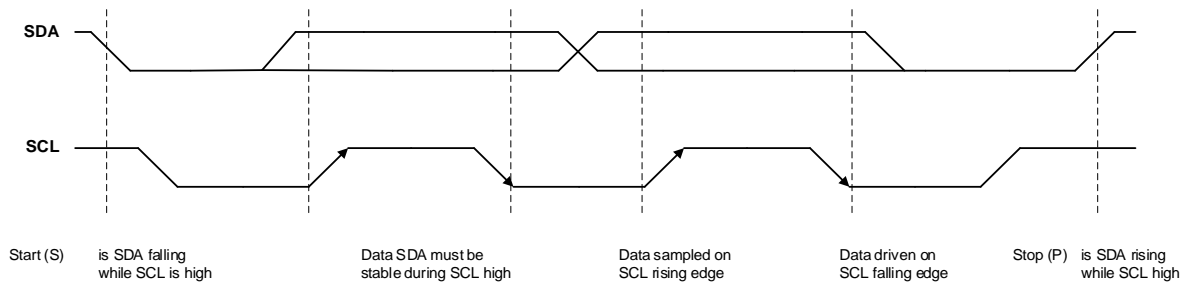 SDA
SCL
Start (S) is SDA falling
while SCL is high
Data SDA must be
stable during SCL high
Data sampled on
SCL rising edge
Data driven on
SCL falling edge
Stop (P) is SDA rising
while SCL high